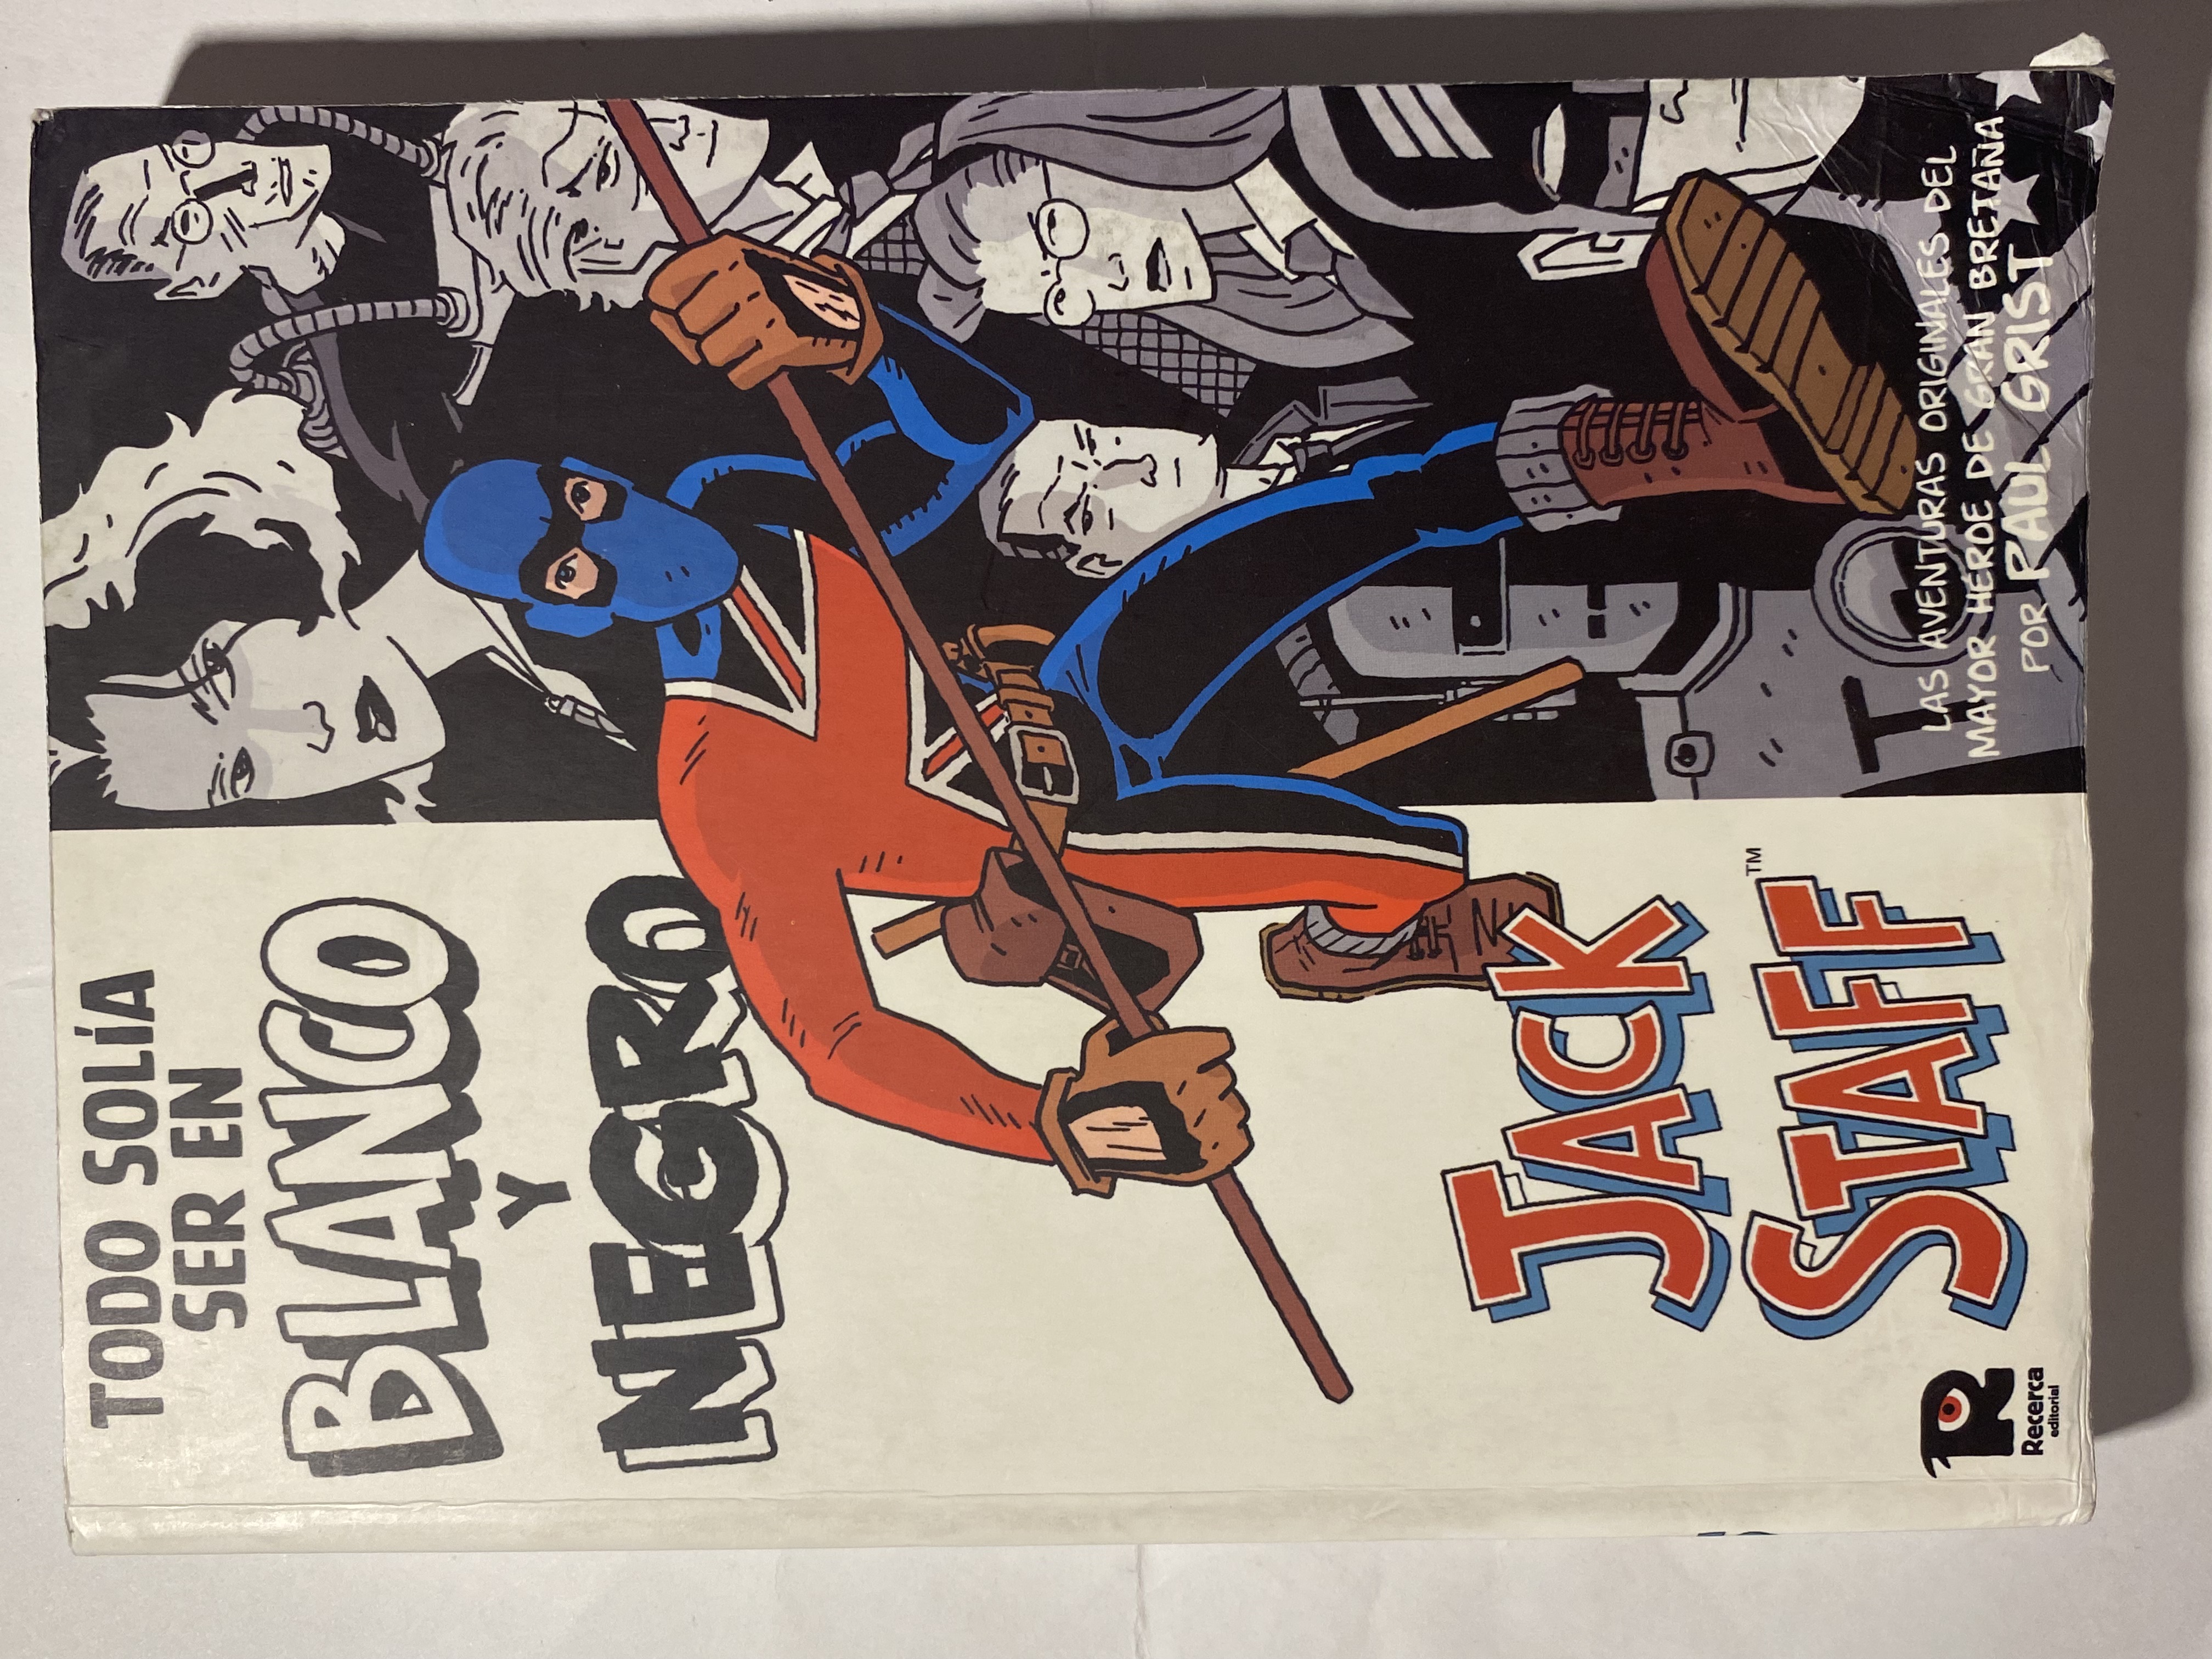 TODO SOLÍA
SER EN
BLANCO
Y
NEGRO
JACK
STAFF™
Recerca
editorial
LAS AVENTURAS ORIGINALES DEL
MAYOR HÉROE DE GRAN BRETAÑA
POR PAUL GRIST